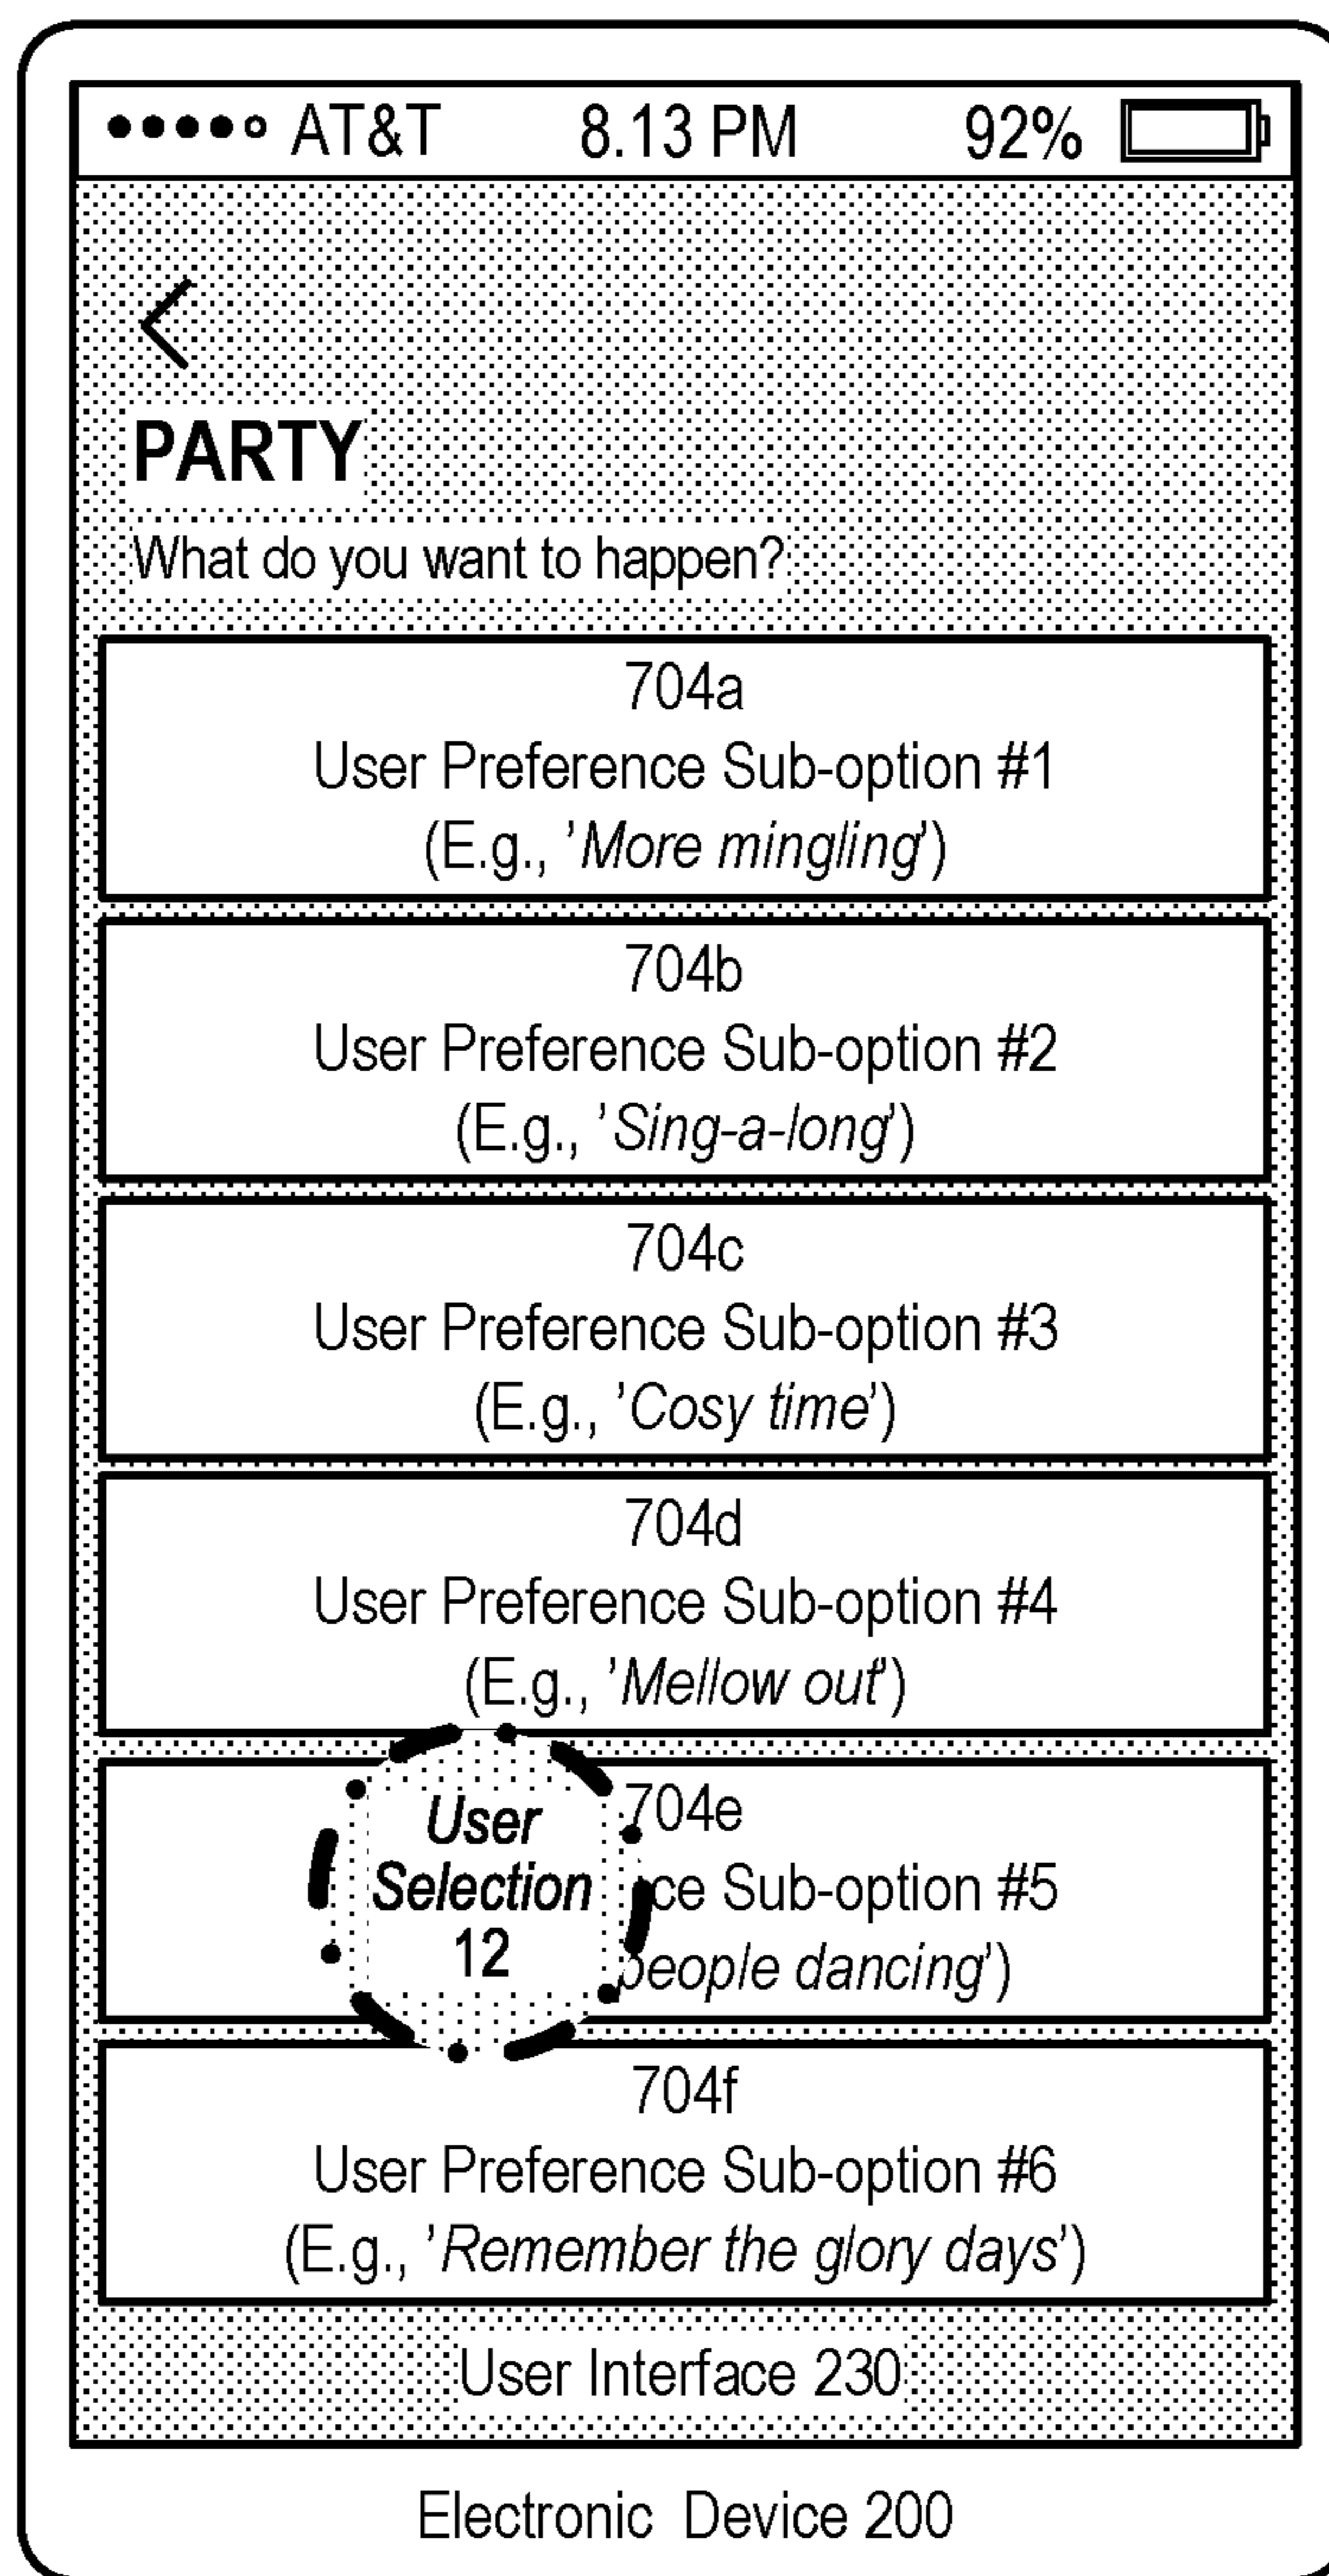 AT&T 8.13 PM 92%
PARTY
What do you want to happen?
704a
User Preference Sub-option #1
(E.g., 'More mingling')
704b
User Preference Sub-option #2
(E.g., 'Sing-a-long')
704c
User Preference Sub-option #3
(E.g., 'Cosy time')
704d
User Preference Sub-option #4
(E.g., 'Mellow out')
704e
Sub-option #5
people dancing')
User
Selection
12
704f
User Preference Sub-option #6
(E.g., 'Remember the glory days')
User Interface 230
Electronic Device 200